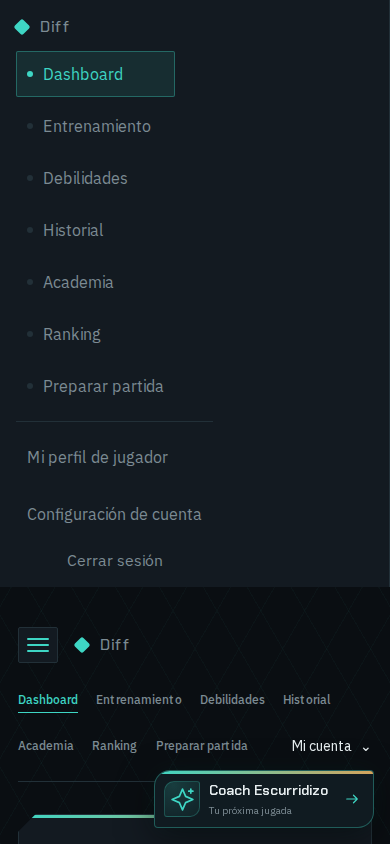 Diff
Dashboard
Entrenamiento
Debilidades
Historial
Academia
Ranking
Preparar partida
Mi perfil de jugador
Configuración de cuenta
Cerrar sesión
Diff
Dashboard Entrenamiento Debilidades Historial
Academia Ranking Preparar partida Mi cuenta
Coach Escurridizo
Tu próxima jugada